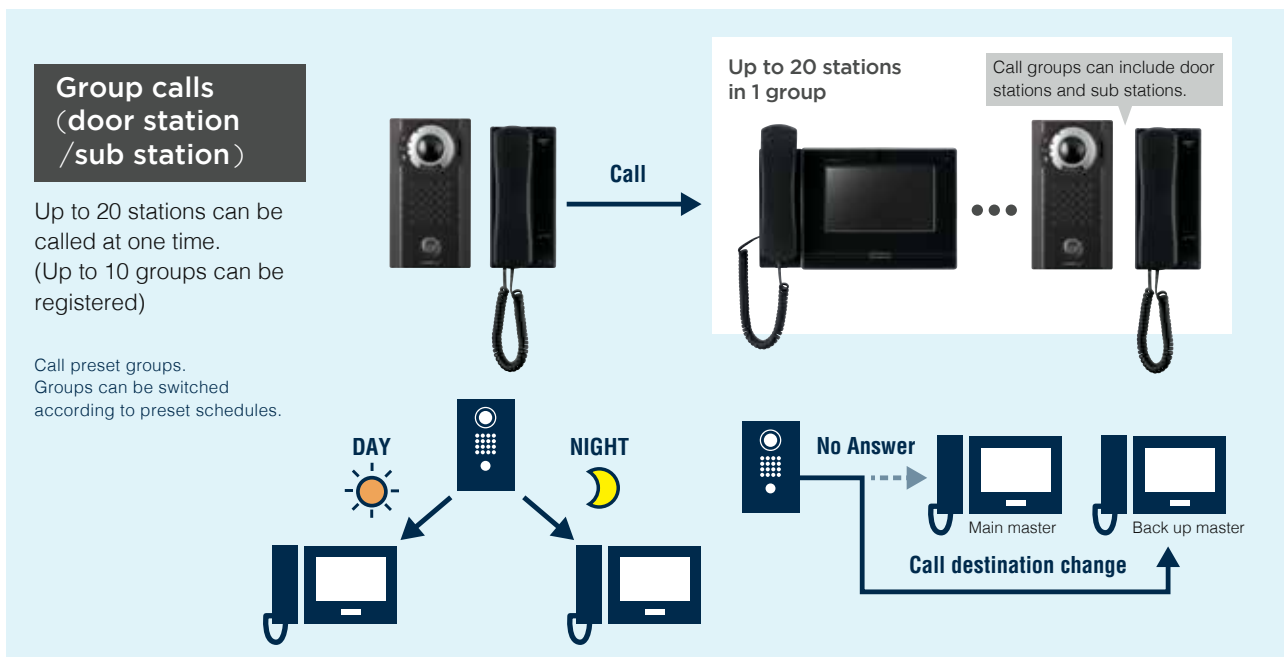 Group calls
(door station
/sub station)
Up to 20 stations can be
called at one time.
(Up to 10 groups can be
registered)
Call preset groups.
Groups can be switched
according to preset schedules.
Call
Up to 20 stations
in 1 group
Call groups can include door
stations and sub stations.
DAY
NIGHT
No Answer
Main master
Back up master
Call destination change